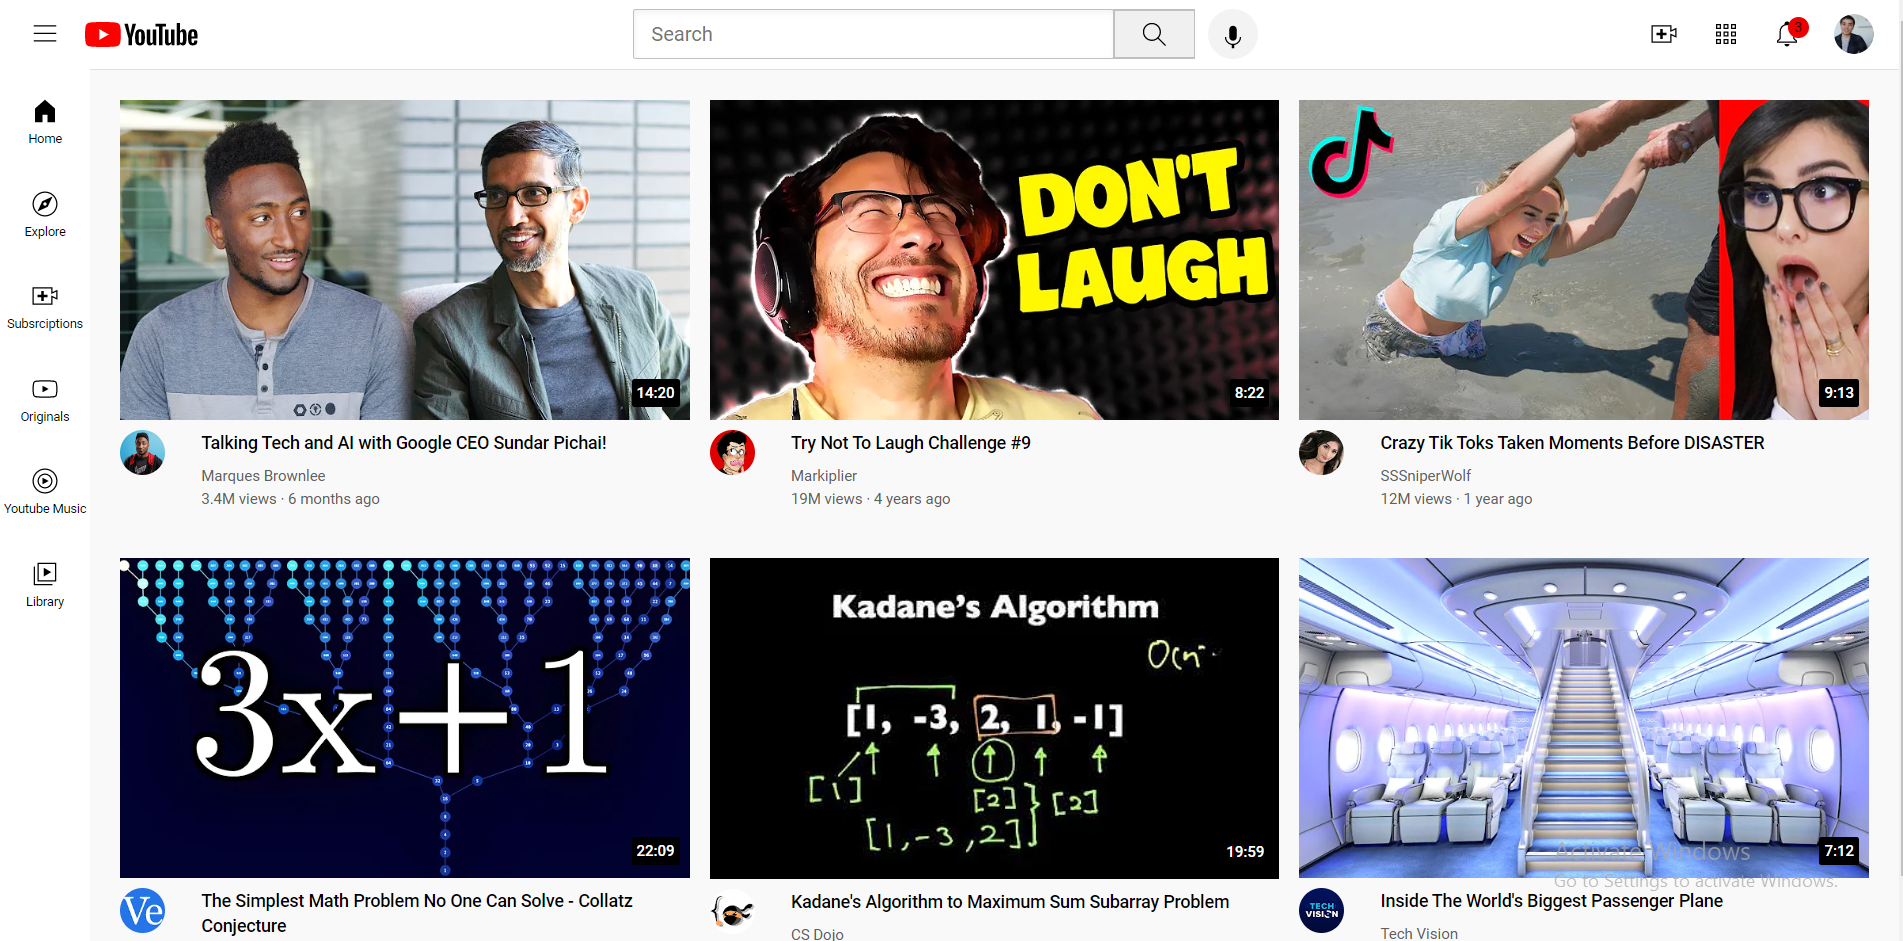 YouTube
Search
3
Home
Explore
Subsrciptions
Originals
Youtube Music
Library
14:20
Talking Tech and AI with Google CEO Sundar Pichai!
Marques Brownlee
3.4M views · 6 months ago
DON'T
LAUGH
8:22
Try Not To Laugh Challenge #9
Markiplier
19M views · 4 years ago
9:13
Crazy Tik Toks Taken Moments Before DISASTER
SSSniperWolf
12M views · 1 year ago
3x+1
22:09
Ve
The Simplest Math Problem No One Can Solve - Collatz
Conjecture
Kadane's Algorithm
[1, -3, 2, 1, -1]
[1]
[2]
[2]
[1,-3,2]
19:59
Kadane's Algorithm to Maximum Sum Subarray Problem
CS Dojo
7:12
Activate Windows
Go to Settings to activate Windows.
TECH
VISION
Inside The World's Biggest Passenger Plane
Tech Vision